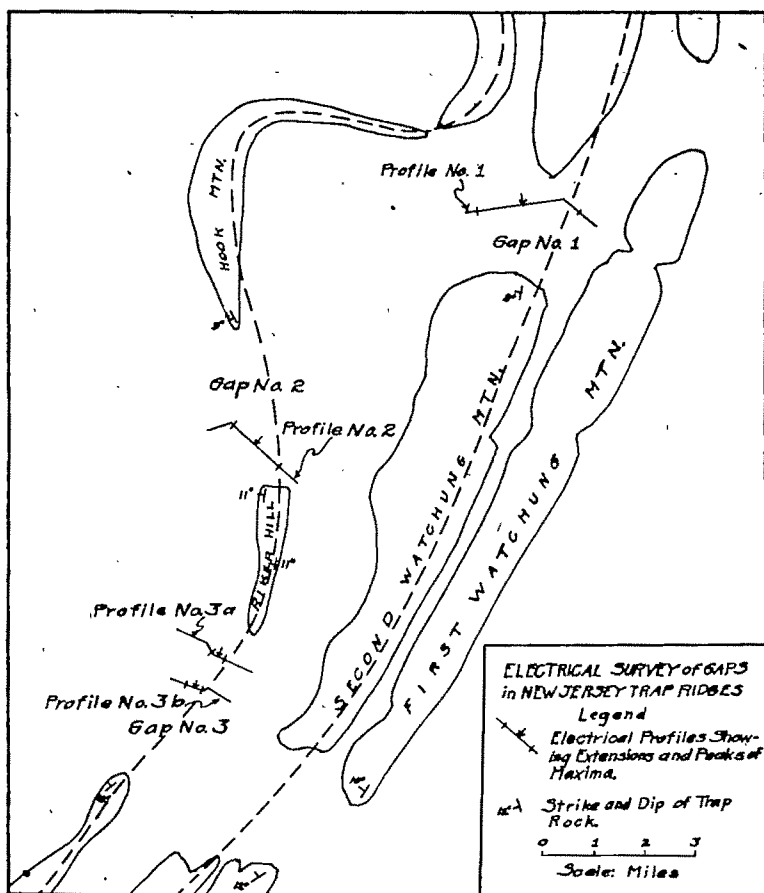 Profile No. 1
HOOK MTN.
Gap No. 1
Gap No. 2
Profile No. 2
11°
11°
RIKER HILL
SECOND WATCHUNG MTN.
FIRST WATCHUNG MTN.
Profile No. 3a
Profile No. 3b
Gap No. 3
ELECTRICAL SURVEY of GAPS
in NEW JERSEY TRAP RIDGES
Legend
Electrical Profiles Show-
ing Extensions and Peaks of
Maxima.
Strike and Dip of Trap
Rock.
0 1 2 3
Scale: Miles